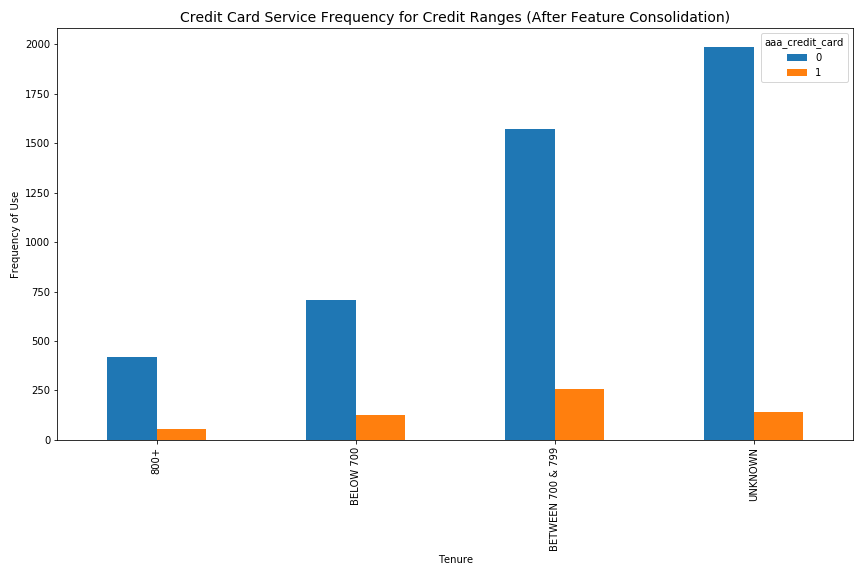 Credit Card Service Frequency for Credit Ranges (After Feature Consolidation)
aaa_credit_card
0
1
Frequency of Use
2000
1750
1500
1250
1000
750
500
250
0
800+
BELOW 700
BETWEEN 700 & 799
UNKNOWN
Tenure